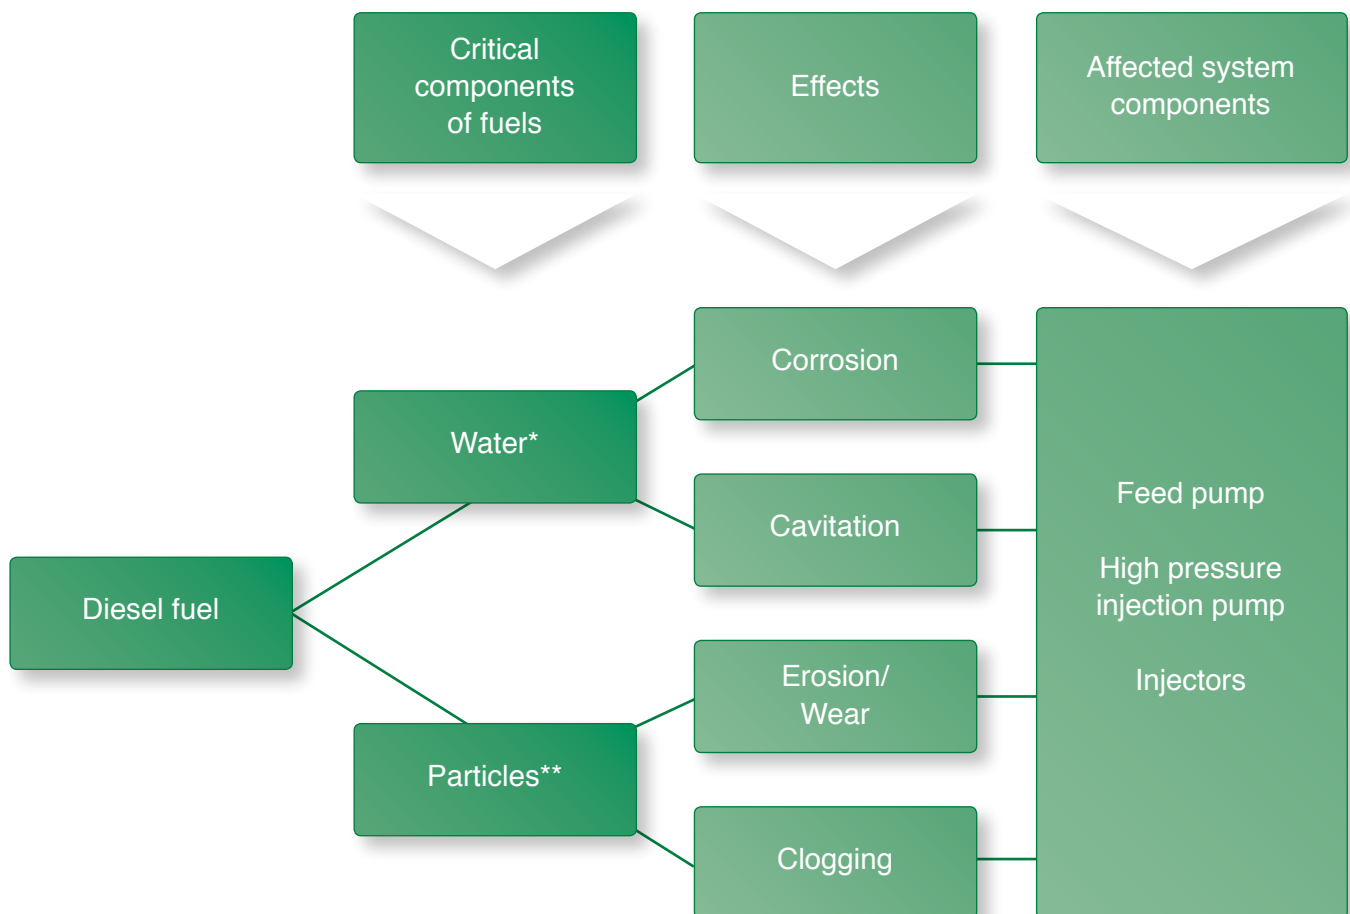 Critical
components
of fuels
Effects
Affected system
components
Corrosion
Water*
Cavitation
Feed pump
High pressure
injection pump
Diesel fuel
Erosion/
Wear
Injectors
Particles**
Clogging